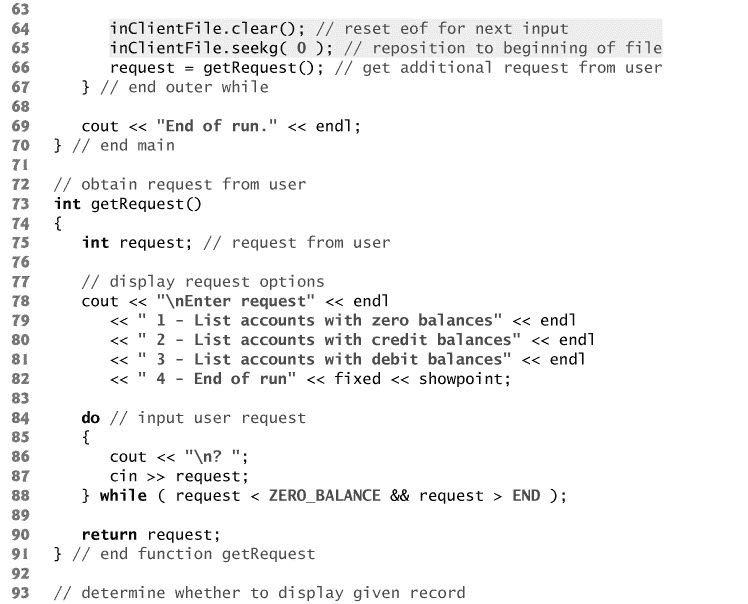 63
64 inClientFile.clear(); // reset eof for next input
65 inClientFile.seekg( 0 ); // reposition to beginning of file
66 request = getRequest(); // get additional request from user
67 } // end outer while
68
69 cout << "End of run." << endl;
70 } // end main
71
72 // obtain request from user
73 int getRequest()
74 {
75 int request; // request from user
76
77 // display request options
78 cout << "\nEnter request" << endl
79 << " 1 - List accounts with zero balances" << endl
80 << " 2 - List accounts with credit balances" << endl
81 << " 3 - List accounts with debit balances" << endl
82 << " 4 - End of run" << fixed << showpoint;
83
84 do // input user request
85 {
86 cout << "\n? ";
87 cin >> request;
88 } while ( request < ZERO_BALANCE && request > END );
89
90 return request;
91 } // end function getRequest
92
93 // determine whether to display given record